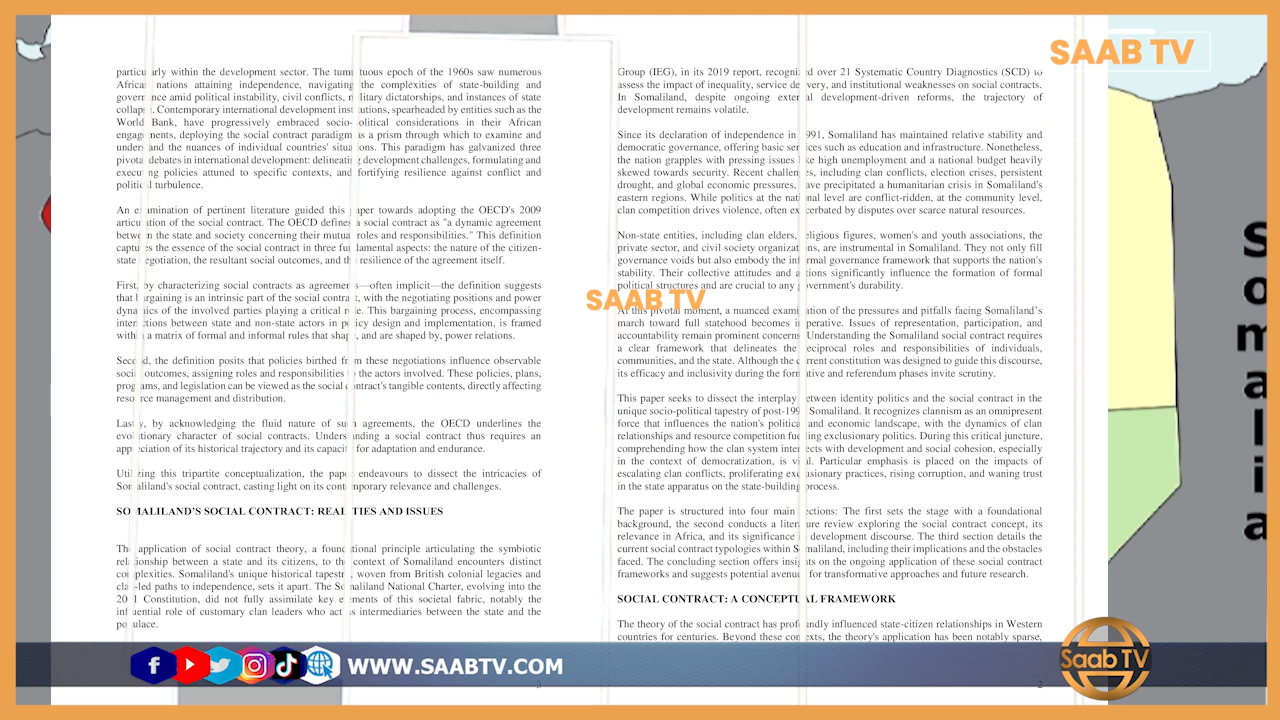 SAAB TV
particularly within the development sector. The tumultuous epoch of the 1960s saw numerous
African nations attaining independence, navigating the complexities of state-building and
governance amid political instability, civil conflicts, military dictatorships, and instances of state
collapse. Contemporary international development institutions, spearheaded by entities such as the
World Bank, have progressively embraced socio-political considerations in their African
engagements, deploying the social contract paradigm as a prism through which to examine and
understand the nuances of individual countries' situations. This paradigm has galvanized three
pivotal debates in international development: delineating development challenges, formulating and
executing policies attuned to specific contexts, and fortifying resilience against conflict and
political turbulence.
An examination of pertinent literature guided this paper towards adopting the OECD's 2009
articulation of the social contract. The OECD defines a social contract as "a dynamic agreement
between the state and society concerning their mutual roles and responsibilities." This definition
captures the essence of the social contract in three fundamental aspects: the nature of the citizen-
state negotiation, the resultant social outcomes, and the resilience of the agreement itself.
First, by characterizing social contracts as agreements—often implicit—the definition suggests
that bargaining is an intrinsic part of the social contract, with the negotiating positions and power
dynamics of the involved parties playing a critical role. This bargaining process, encompassing
interactions between state and non-state actors in policy design and implementation, is framed
within a matrix of formal and informal rules that shape, and are shaped by, power relations.
Second, the definition posits that policies birthed from these negotiations influence observable
social outcomes, assigning roles and responsibilities to the actors involved. These policies, plans,
programs, and legislation can be viewed as the social contract's tangible contents, directly affecting
resource management and distribution.
Lastly, by acknowledging the fluid nature of such agreements, the OECD underlines the
evolutionary character of social contracts. Understanding a social contract thus requires an
appreciation of its historical trajectory and its capacity for adaptation and endurance.
Utilizing this tripartite conceptualization, the paper endeavours to dissect the intricacies of
Somaliland's social contract, casting light on its contemporary relevance and challenges.
SOMALILAND'S SOCIAL CONTRACT: REALITIES AND ISSUES
The application of social contract theory, a foundational principle articulating the symbiotic
relationship between a state and its citizens, to the context of Somaliland encounters distinct
complexities. Somaliland's unique historical tapestry, woven from British colonial legacies and
clan-led paths to independence, sets it apart. The Somaliland National Charter, evolving into the
2001 Constitution, did not fully assimilate key elements of this societal fabric, notably the
influential role of customary clan leaders who act as intermediaries between the state and the
populace.
3
Group (IEG), in its 2019 report, recognized over 21 Systematic Country Diagnostics (SCD) to
assess the impact of inequality, service delivery, and institutional weaknesses on social contracts.
In Somaliland, despite ongoing external development-driven reforms, the trajectory of
development remains volatile.
Since its declaration of independence in 1991, Somaliland has maintained relative stability and
democratic governance, offering basic services such as education and infrastructure. Nonetheless,
the nation grapples with pressing issues like high unemployment and a national budget heavily
skewed towards security. Recent challenges, including clan conflicts, election crises, persistent
drought, and global economic pressures, have precipitated a humanitarian crisis in Somaliland's
eastern regions. While politics at the national level are conflict-ridden, at the community level,
clan competition drives violence, often exacerbated by disputes over scarce natural resources.
Non-state entities, including clan elders, religious figures, women's and youth associations, the
private sector, and civil society organizations, are instrumental in Somaliland. They not only fill
governance voids but also embody the informal governance framework that supports the nation's
stability. Their collective attitudes and actions significantly influence the formation of formal
political structures and are crucial to any government's durability.
SAAB TV
At this pivotal moment, a nuanced examination of the pressures and pitfalls facing Somaliland's
march toward full statehood becomes imperative. Issues of representation, participation, and
accountability remain prominent concerns. Understanding the Somaliland social contract requires
a clear framework that delineates the reciprocal roles and responsibilities of individuals,
communities, and the state. Although the current constitution was designed to guide this discourse,
its efficacy and inclusivity during the formative and referendum phases invite scrutiny.
This paper seeks to dissect the interplay between identity politics and the social contract in the
unique socio-political tapestry of post-1991 Somaliland. It recognizes clannism as an omnipresent
force that influences the nation's political and economic landscape, with the dynamics of clan
relationships and resource competition fueling exclusionary politics. During this critical juncture,
comprehending how the clan system intersects with development and social cohesion, especially
in the context of democratization, is vital. Particular emphasis is placed on the impacts of
escalating clan conflicts, proliferating exclusionary practices, rising corruption, and waning trust
in the state apparatus on the state-building process.
The paper is structured into four main sections: The first sets the stage with a foundational
background, the second conducts a literature review exploring the social contract concept, its
relevance in Africa, and its significance in development discourse. The third section details the
current social contract typologies within Somaliland, including their implications and the obstacles
faced. The concluding section offers insights on the ongoing application of these social contract
frameworks and suggests potential avenues for transformative approaches and future research.
SOCIAL CONTRACT: A CONCEPTUAL FRAMEWORK
The theory of the social contract has profoundly influenced state-citizen relationships in Western
countries for centuries. Beyond these contexts, the theory's application has been notably sparse,
2
Somalia
WWW.SAABTV.COM
Saab TV